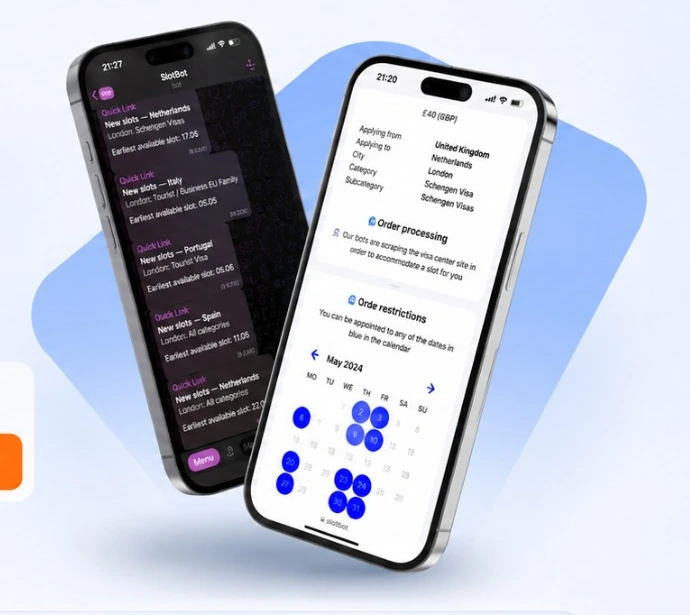 21:27
SlotBot
bot
Quick Link
New slots — Netherlands
London: Schengen Visas
Earliest available slot: 17.05
Quick Link
New slots — Italy
London: Tourist / Business EU Family
Earliest available slot: 05.05
Quick Link
New slots — Portugal
London: Tourist Visa
Earliest available slot: 05.06
Quick Link
New slots — Spain
London: All categories
Earliest available slot: 11.05
Quick Link
New slots — Netherlands
London: All categories
Earliest available slot: 22.0
Menu
21:20
£40 (GBP)
Applying from United Kingdom
Applying to Netherlands
City London
Category Schengen Visa
Subcategory Schengen Visas
Order processing
Our bots are scraping the visa center site in
order to accommodate a slot for you
Orde restrictions
You can be appointed to any of the dates in
blue in the calendar
May 2024
MO TU WE TH FR SA SU
2 3
6 10
20 23 24
27 30 31
slotbot